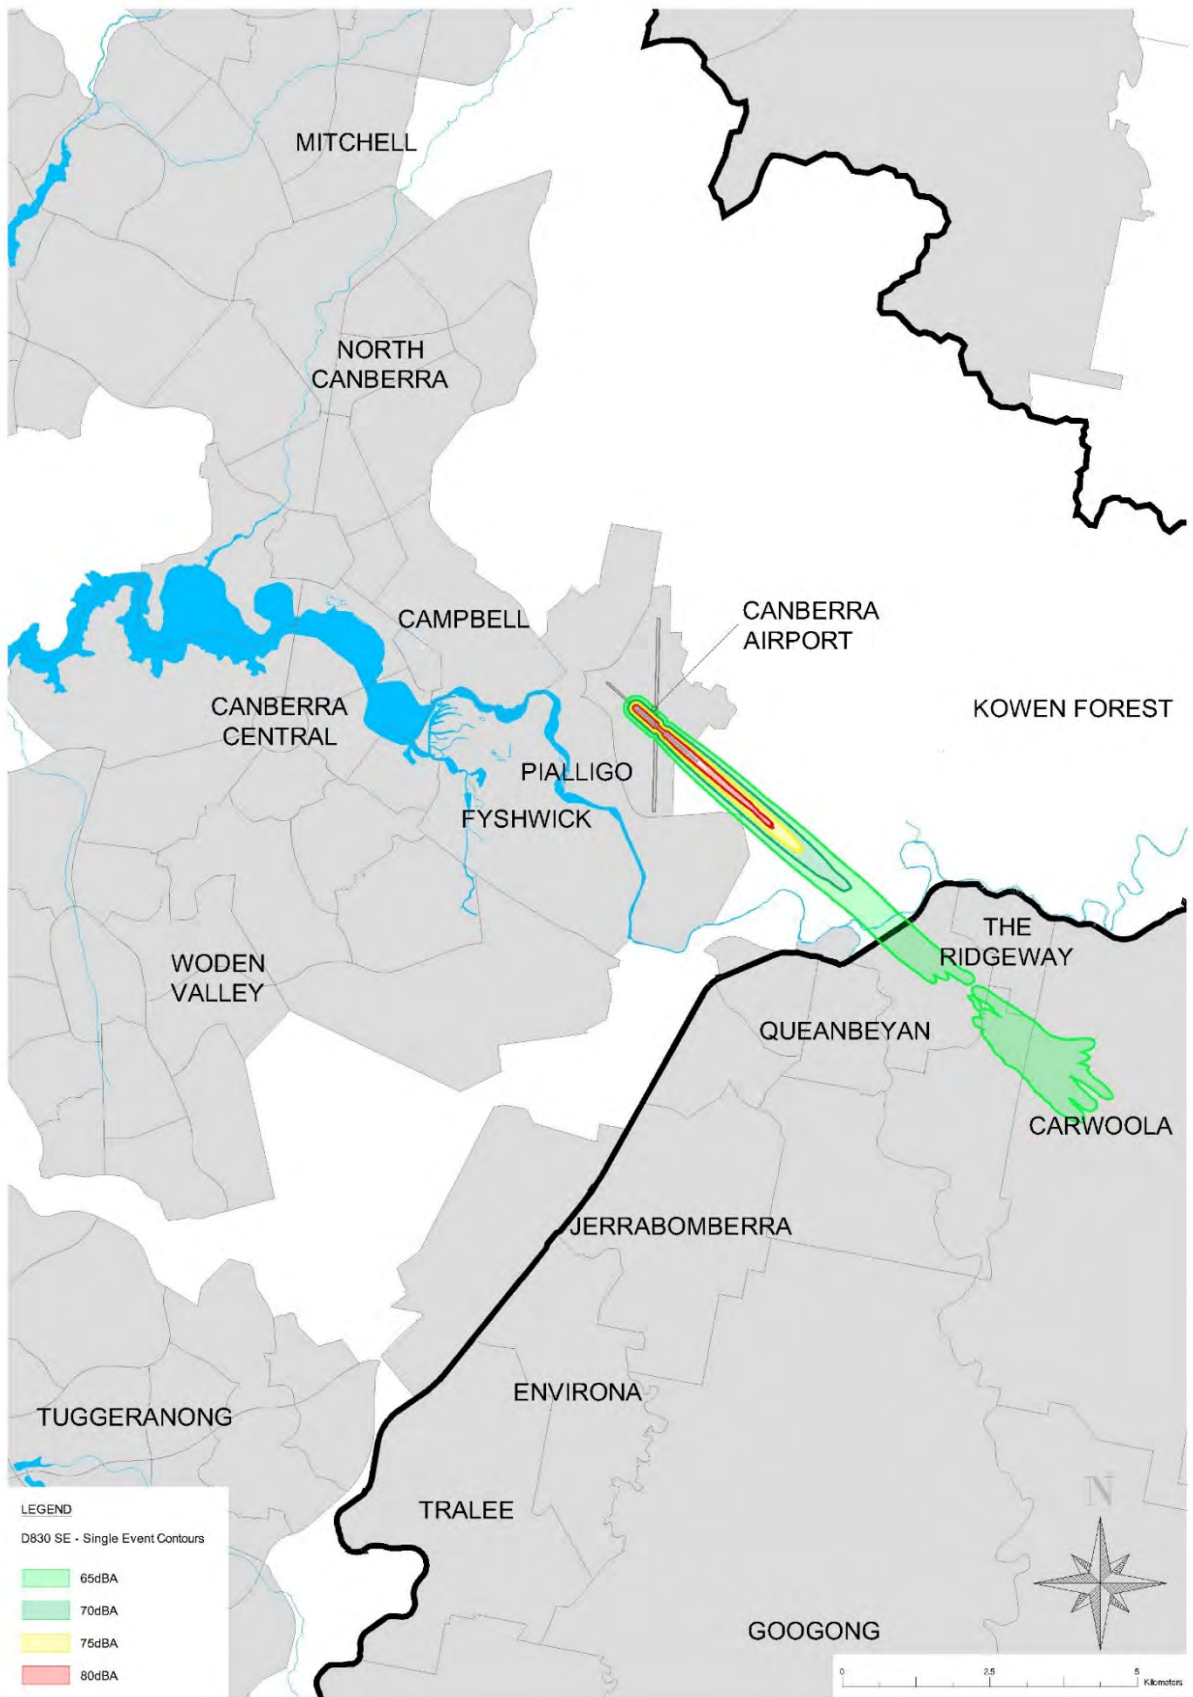 MITCHELL
NORTH
CANBERRA
CAMPBELL
CANBERRA
AIRPORT
CANBERRA
CENTRAL
KOWEN FOREST
PIALLIGO
FYSHWICK
THE
RIDGEWAY
WODEN
VALLEY
QUEANBEYAN
CARWOOLA
JERRABOMBERRA
ENVIRONA
TUGGERANONG
TRALEE
GOOGONG
LEGEND
D830 SE - Single Event Contours
65dBA
70dBA
75dBA
80dBA
N
0 2.5 5
Kilometers